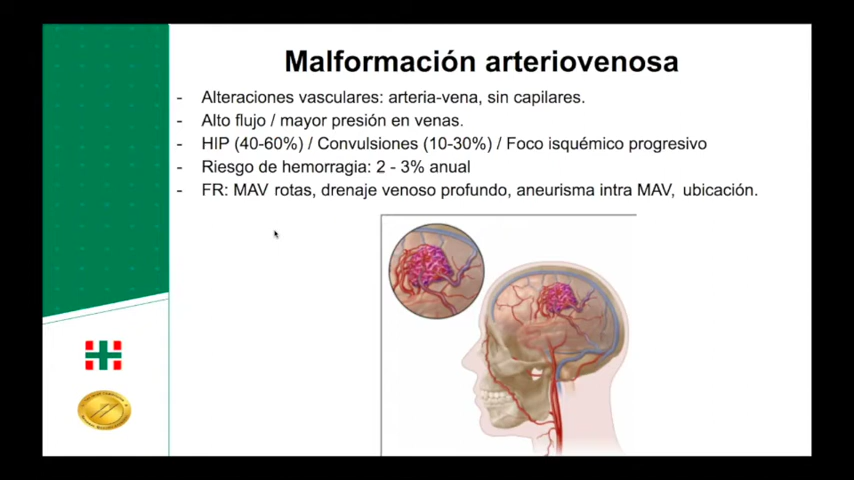 Malformación arteriovenosa
- Alteraciones vasculares: arteria-vena, sin capilares.
- Alto flujo / mayor presión en venas.
- HIP (40-60%) / Convulsiones (10-30%) / Foco isquémico progresivo
- Riesgo de hemorragia: 2 - 3% anual
- FR: MAV rotas, drenaje venoso profundo, aneurisma intra MAV, ubicación.